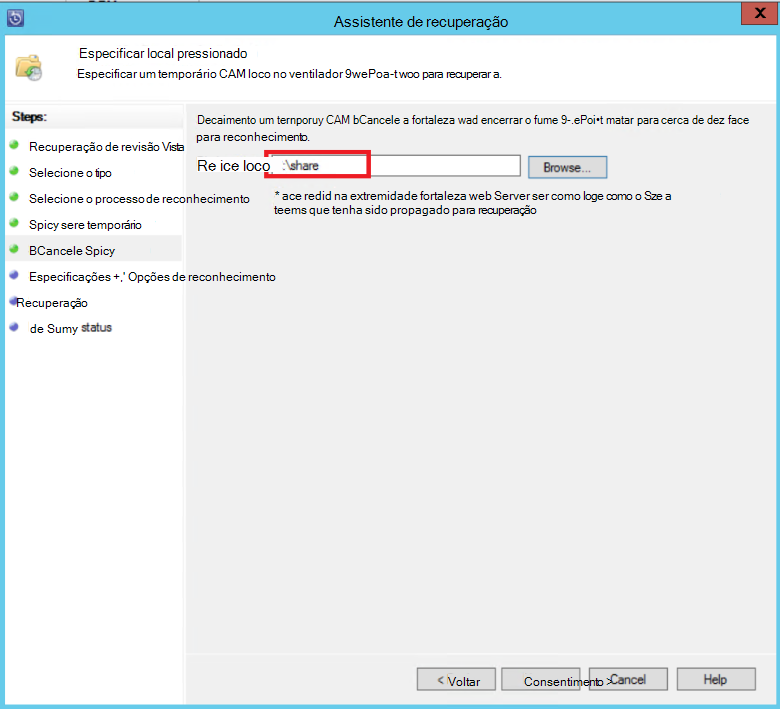 Assistente de recuperação
X
Especificar local pressionado
Especificar um temporário CAM loco no ventilador 9wePoa-t woo para recuperar a.
Steps:
Recuperação de revisão Vista
Selecione o tipo
Selecione o processo de reconhecimento
Spicy sere temporário
BCancele Spicy
Especificações +,' Opções de reconhecimento
Recuperação
de Sumy status
Decaimento um ternporuy CAM bCancele a fortaleza wad encerrar o fume 9-.ePoi•t matar para cerca de dez face
para reconhecimento.
Re ice loco :\share Browse...
* ace redid na extremidade fortaleza web Server ser como loge como o Sze a
teems que tenha sido propagado para recuperação
< Voltar Consentimento > Cancel Help